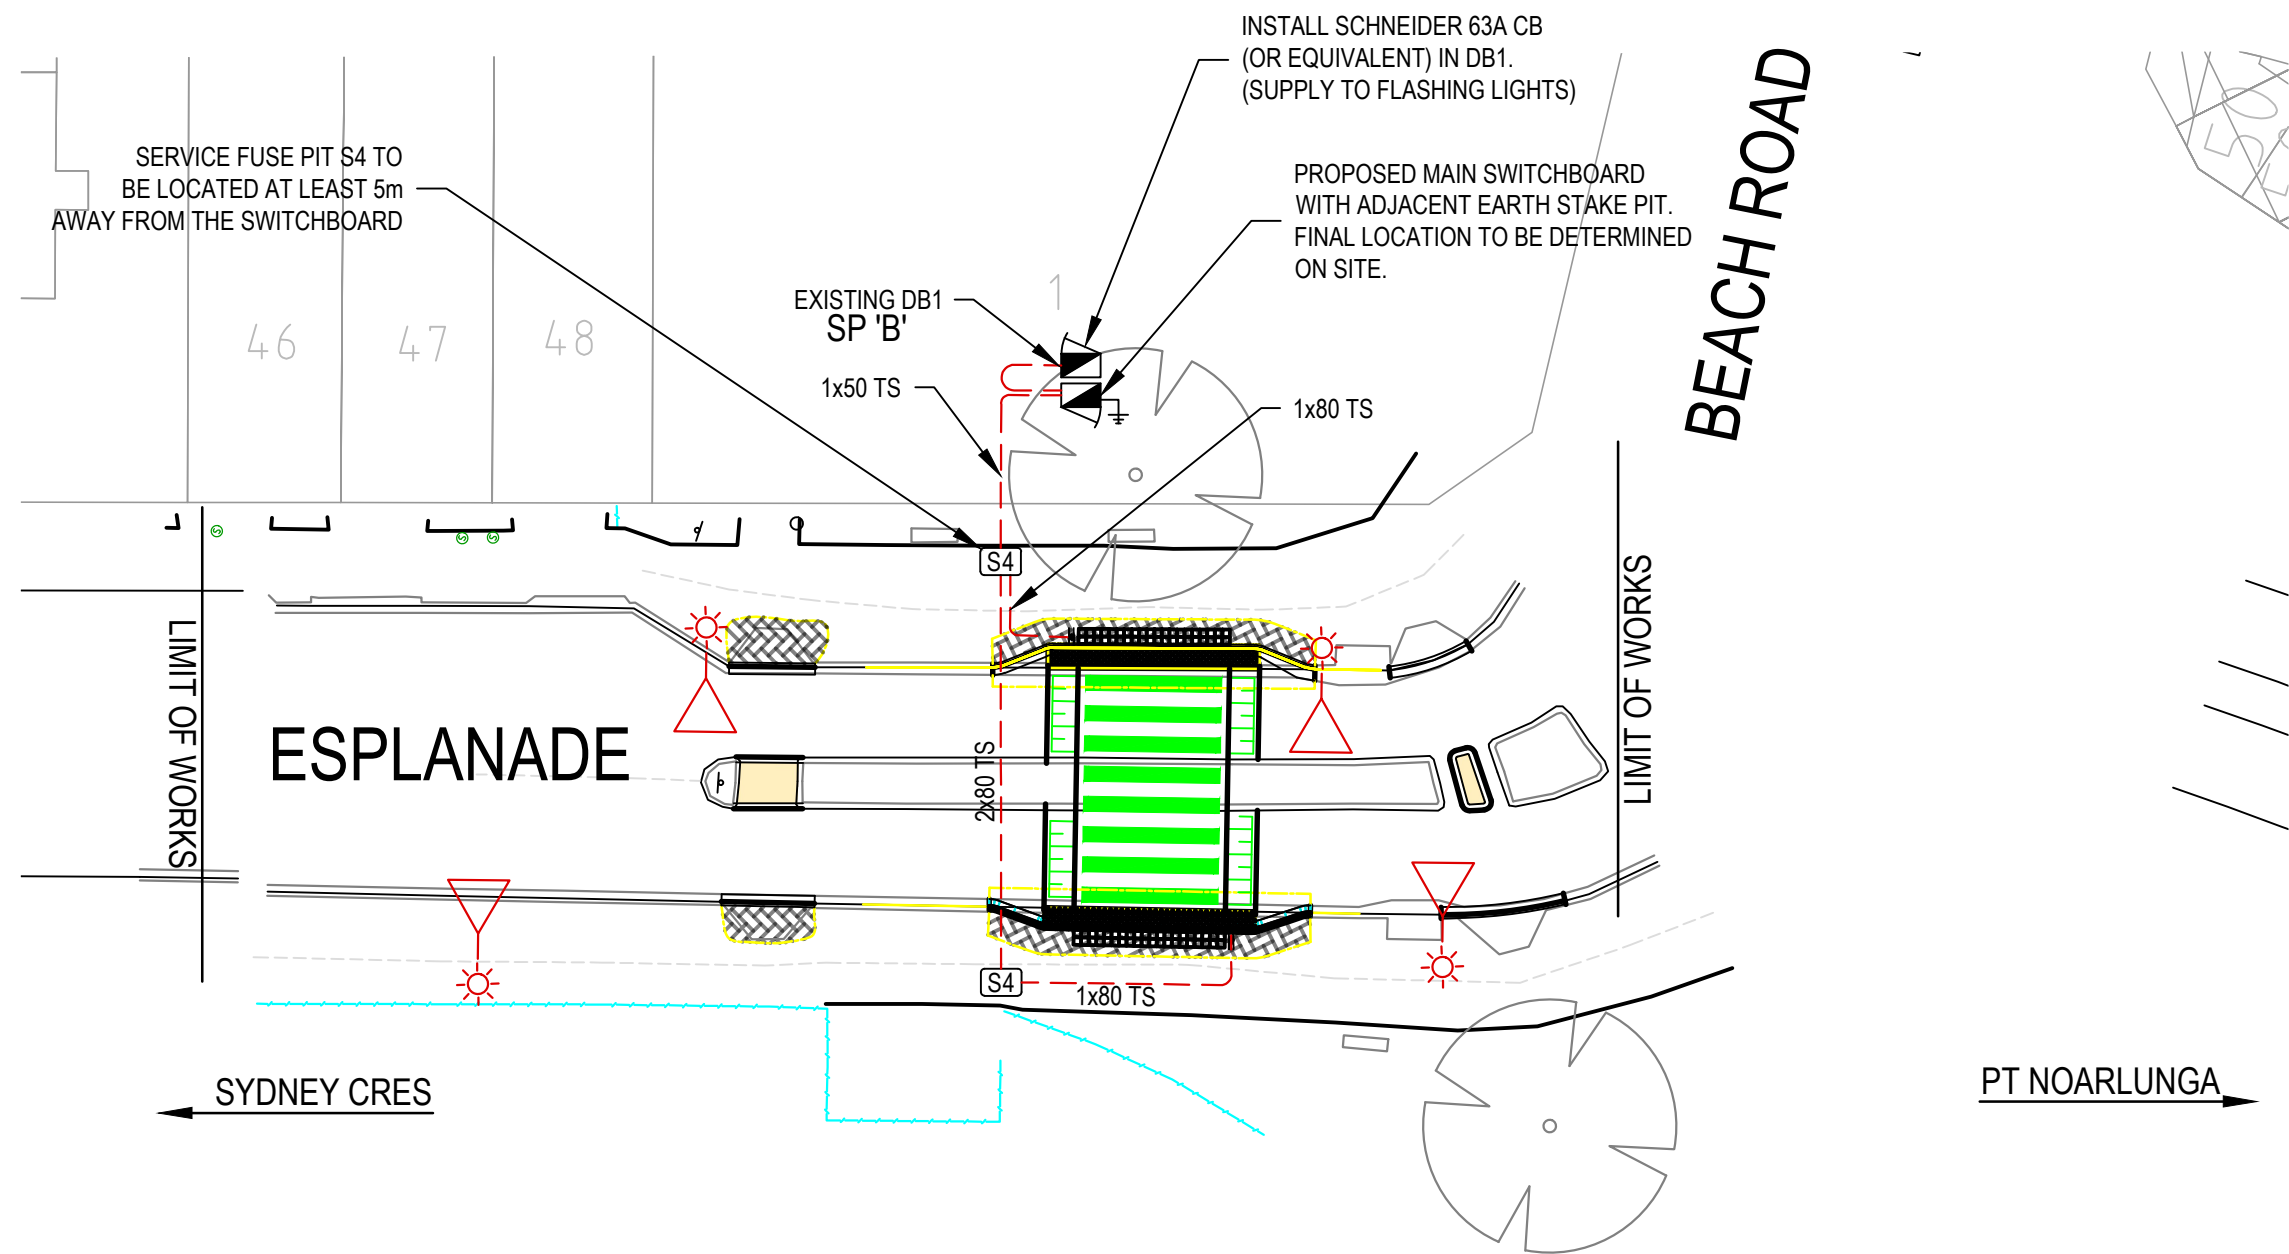 INSTALL SCHNEIDER 63A CB
(OR EQUIVALENT) IN DB1.
(SUPPLY TO FLASHING LIGHTS)
BEACH ROAD
SERVICE FUSE PIT S4 TO
BE LOCATED AT LEAST 5m
AWAY FROM THE SWITCHBOARD
PROPOSED MAIN SWITCHBOARD
WITH ADJACENT EARTH STAKE PIT.
FINAL LOCATION TO BE DETERMINED
ON SITE.
EXISTING DB1
SP 'B'
1
46
47
48
1x50 TS
1x80 TS
S4
LIMIT OF WORKS
LIMIT OF WORKS
ESPLANADE
2x80 TS
S4
1x80 TS
SYDNEY CRES
PT NOARLUNGA